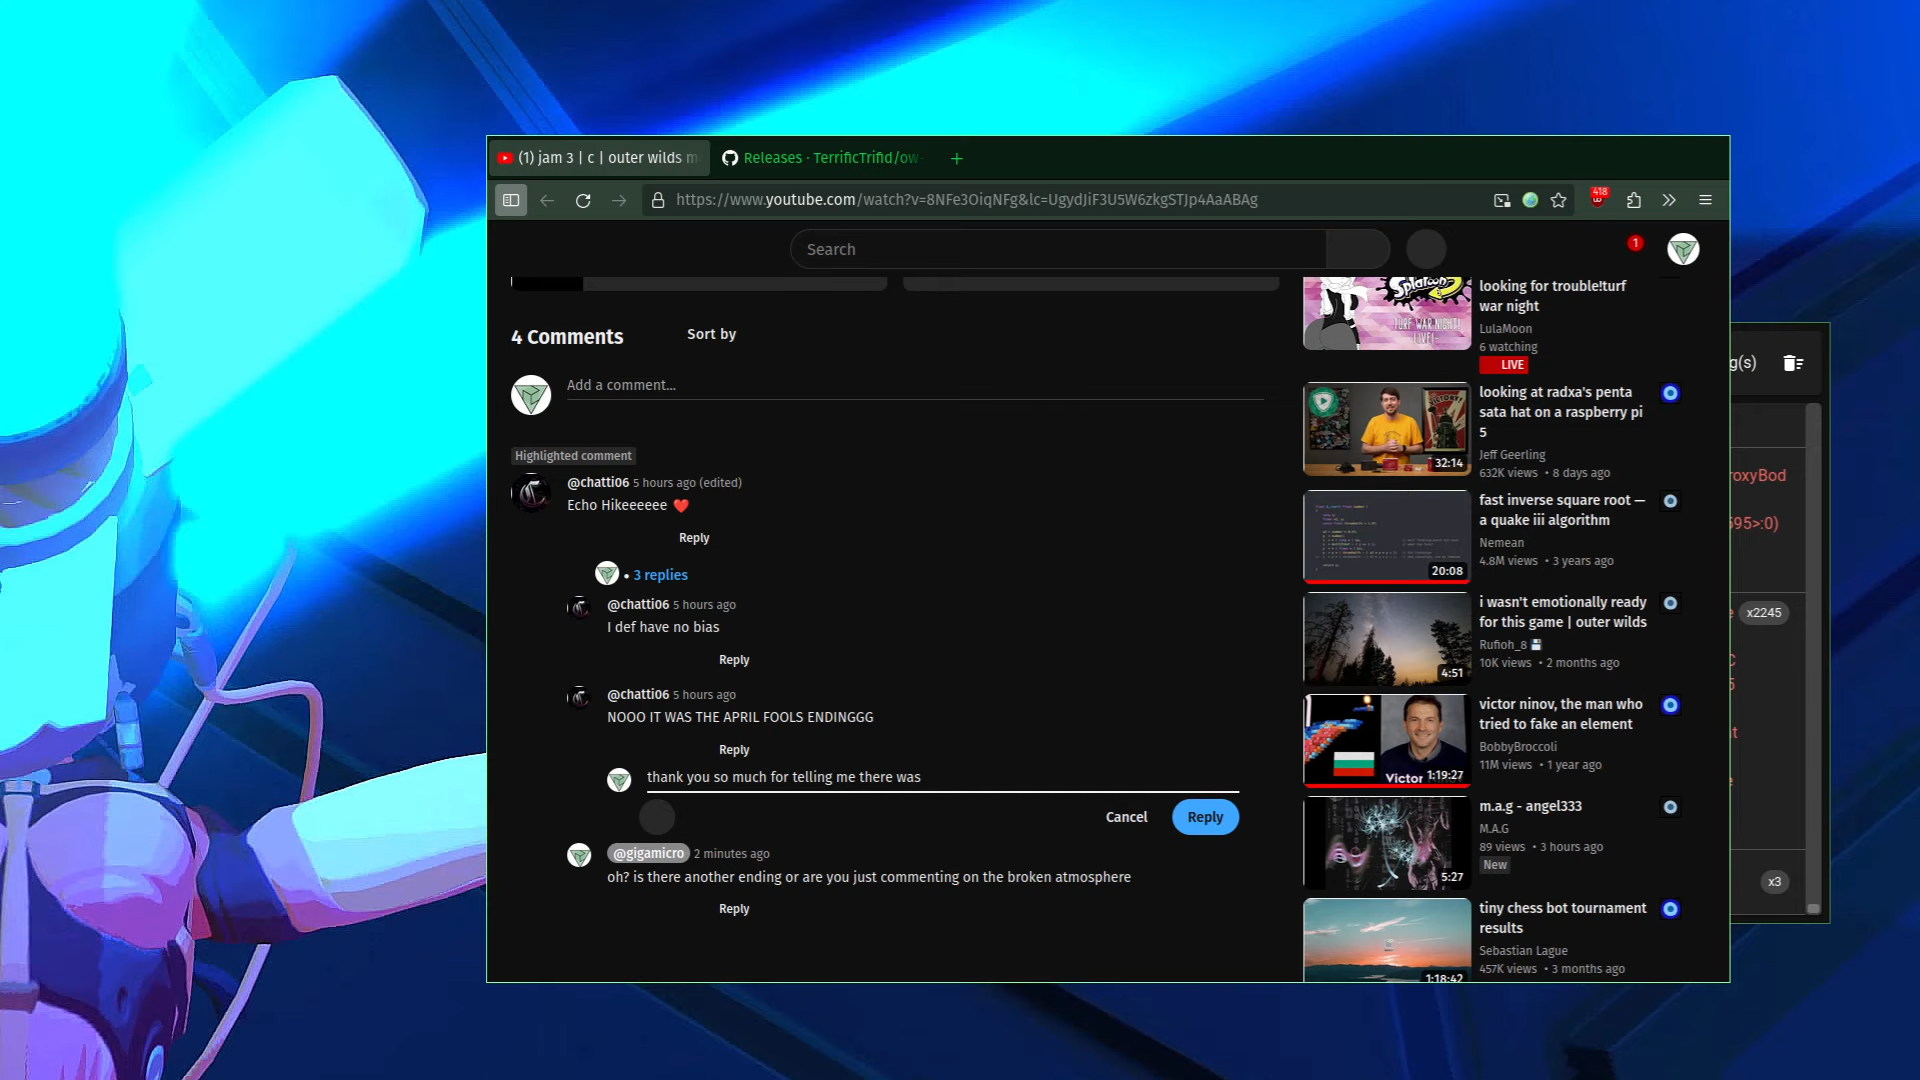 (1) jam 3 | c | outer wilds m
Releases · TerrificTrifid/ow-
https://www.youtube.com/watch?v=8NFe3OiqNFg&lc=UgydJiF3U5W6zkgSTJp4AaABAg
418
Search
1
4 Comments
Sort by
Add a comment...
Highlighted comment
@chatti06 5 hours ago (edited)
Echo Hikeeeeee ❤️
Reply
• 3 replies
@chatti06 5 hours ago
I def have no bias
Reply
@chatti06 5 hours ago
NOOO IT WAS THE APRIL FOOLS ENDINGGG
Reply
thank you so much for telling me there was
Cancel
Reply
@gigamicro 2 minutes ago
oh? is there another ending or are you just commenting on the broken atmosphere
Reply
Splatoon
TURF WAR NIGHT!
LIVE!
looking for trouble!turf
war night
LulaMoon
6 watching
LIVE
VICTORY!
32:14
looking at radxa's penta
sata hat on a raspberry pi
5
Jeff Geerling
632K views • 8 days ago
20:08
fast inverse square root —
a quake iii algorithm
Nemean
4.8M views • 3 years ago
4:51
i wasn't emotionally ready
for this game | outer wilds
Rufioh_8 💾
10K views • 2 months ago
Victor
1:19:27
victor ninov, the man who
tried to fake an element
BobbyBroccoli
11M views • 1 year ago
5:27
m.a.g - angel333
M.A.G
89 views • 3 hours ago
New
1:18:42
tiny chess bot tournament
results
Sebastian Lague
457K views • 3 months ago
g(s)
roxyBod
595>:0)
x2245
x3